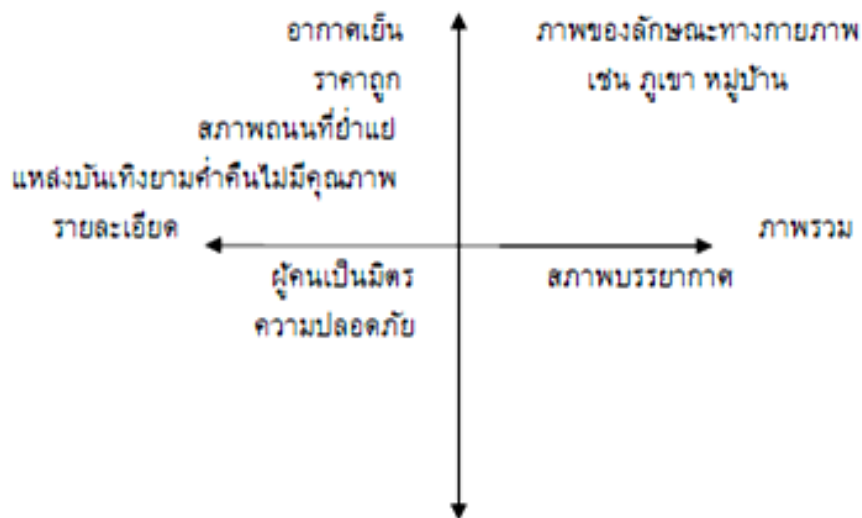 อากาศเย็น
ราคาถูก
สภาพถนนที่ย่ำแย่
แหล่งบันเทิงยามค่ำคืนไม่มีคุณภาพ
ภาพของลักษณะทางกายภาพ
เช่น ภูเขา หมู่บ้าน
รายละเอียด
ภาพรวม
ผู้คนเป็นมิตร
ความปลอดภัย
สภาพบรรยากาศ